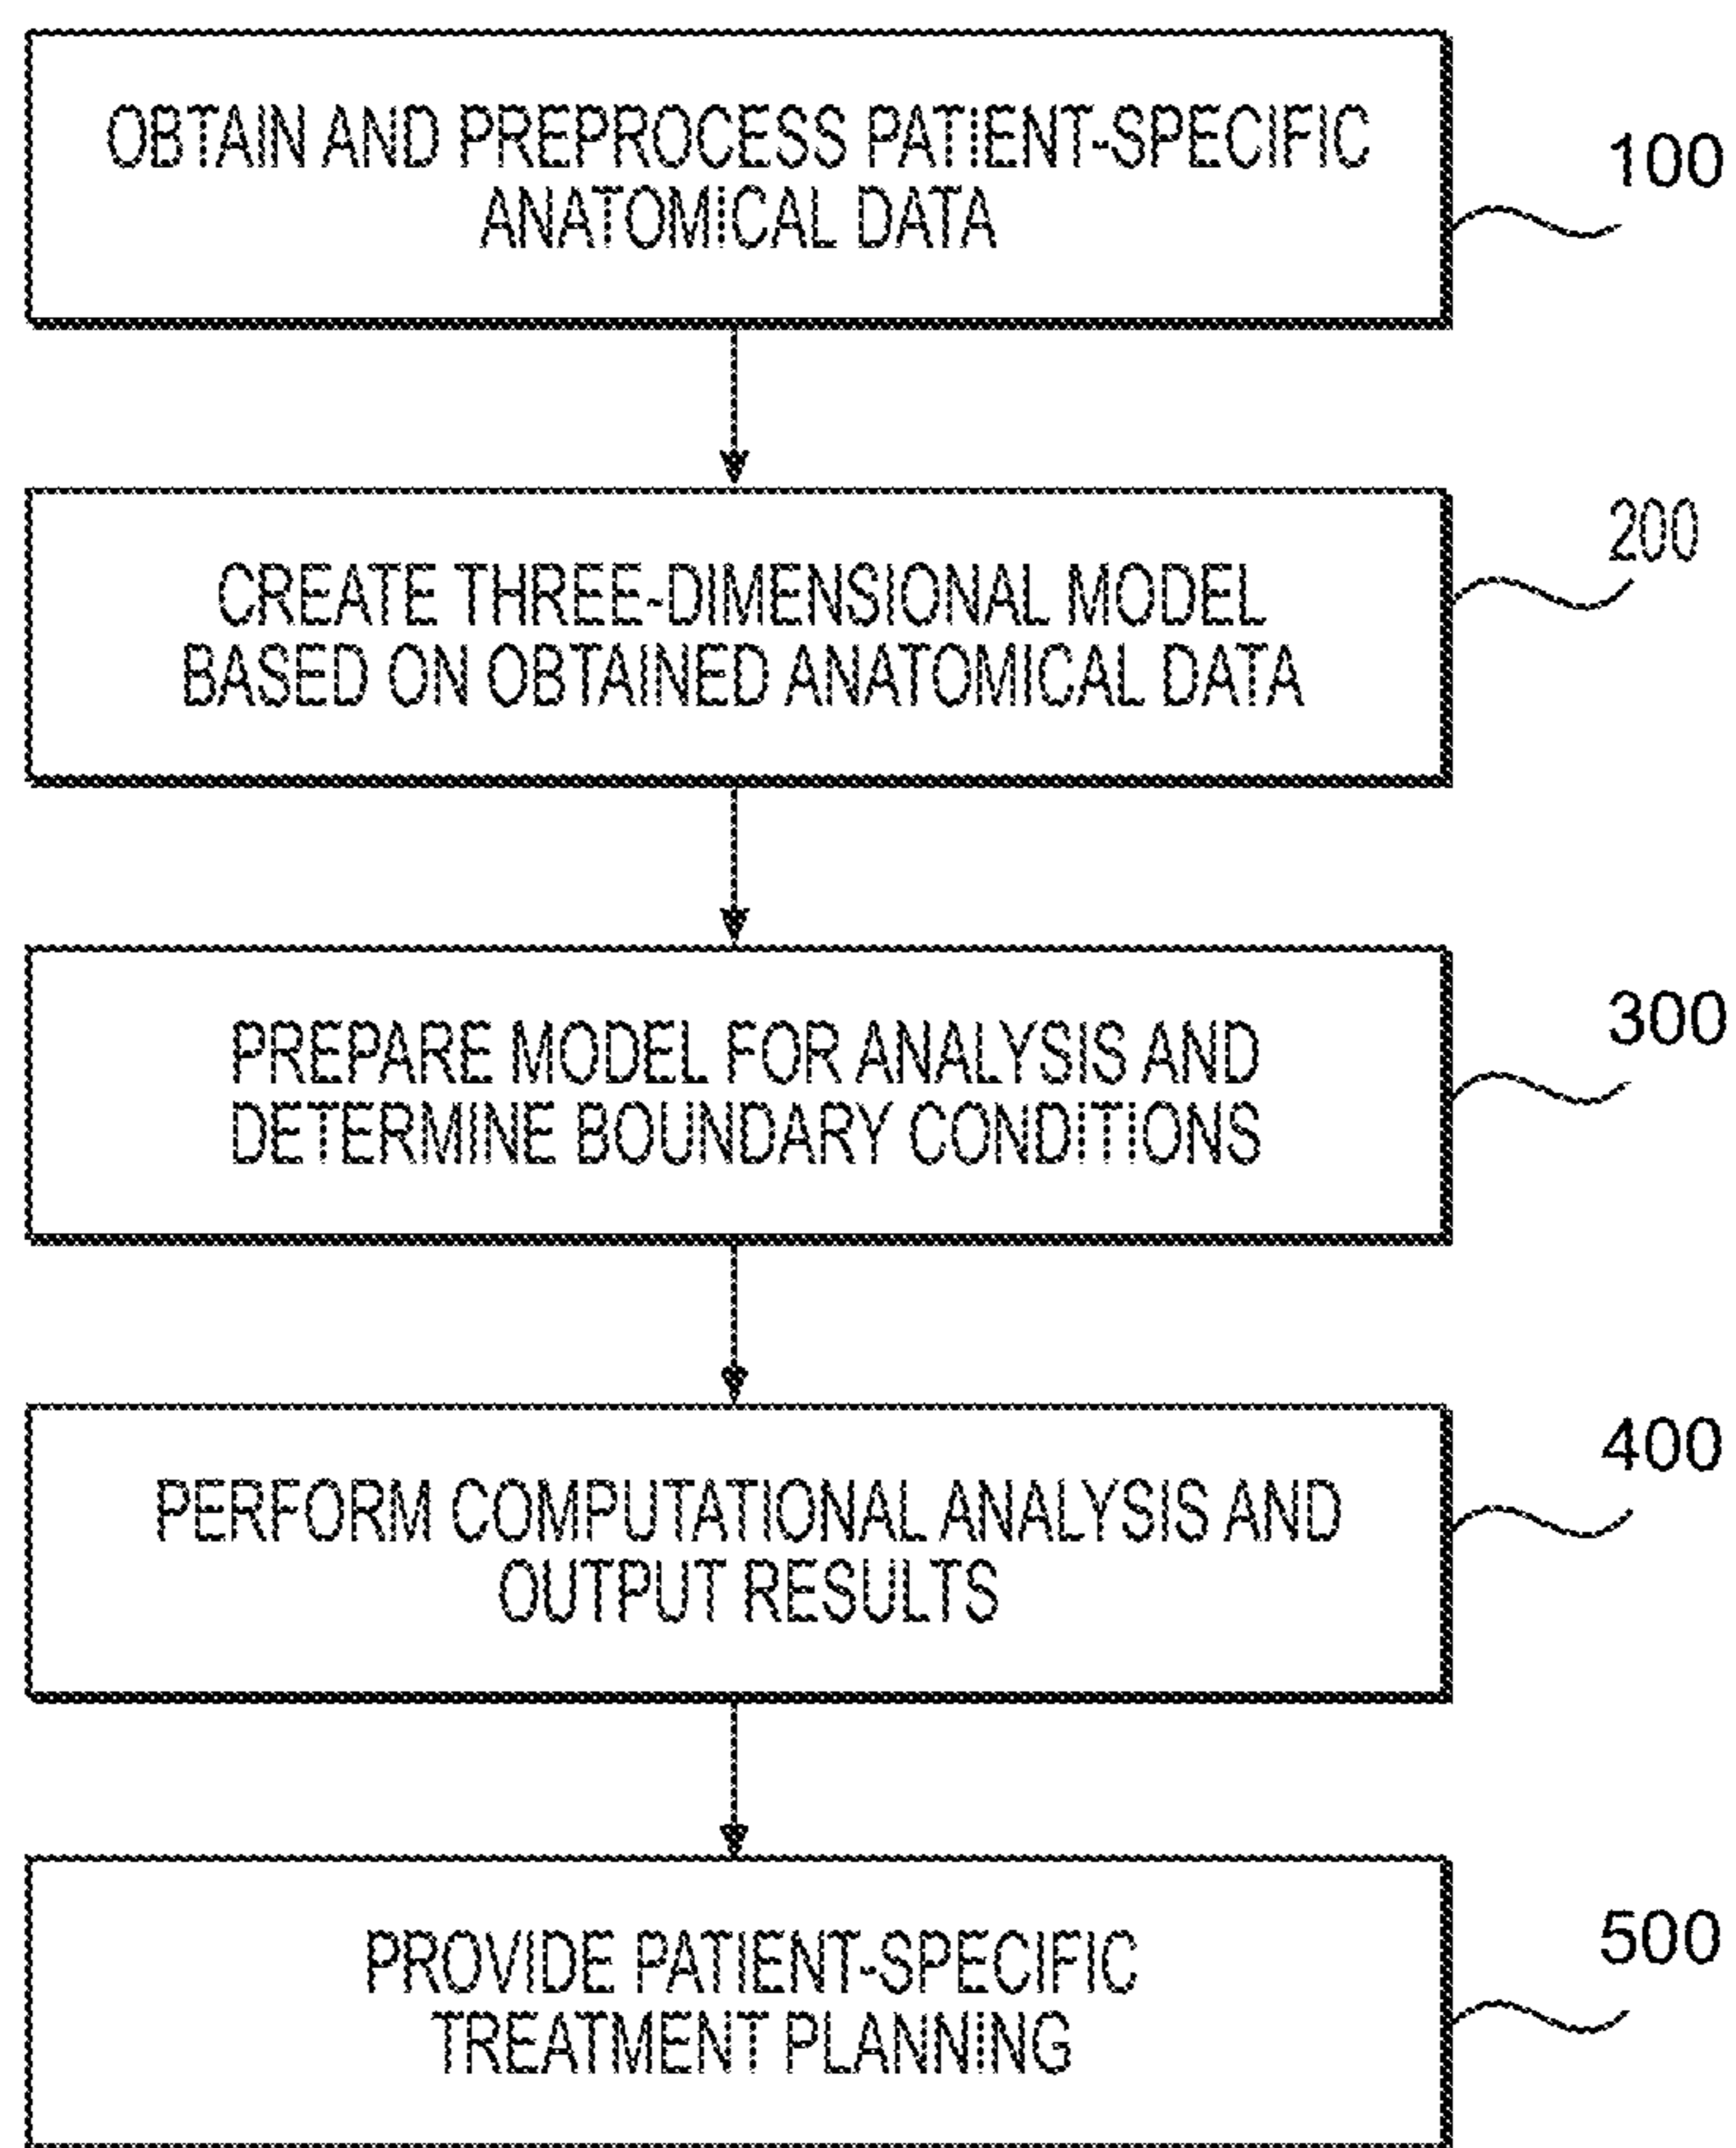 OBTAIN AND PREPROCESS PATIENT-SPECIFIC
ANATOMICAL DATA
100
CREATE THREE-DIMENSIONAL MODEL
BASED ON OBTAINED ANATOMICAL DATA
200
PREPARE MODEL FOR ANALYSIS AND
DETERMINE BOUNDARY CONDITIONS
300
PERFORM COMPUTATIONAL ANALYSIS AND
OUTPUT RESULTS
400
PROVIDE PATIENT-SPECIFIC
TREATMENT PLANNING
500